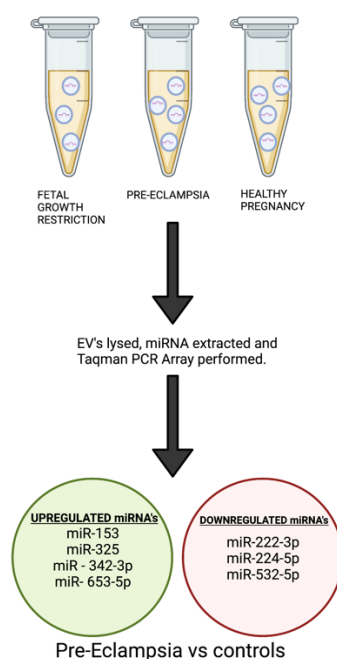 FETAL GROWTH RESTRICTION
PRE-ECLAMPSIA
HEALTHY PREGNANCY
EV's lysed, miRNA extracted and
Taqman PCR Array performed.
UPREGULATED miRNA's
miR-153
miR-325
miR - 342-3p
miR- 653-5p
DOWNREGULATED miRNA's
miR-222-3p
miR-224-5p
miR-532-5p
Pre-Eclampsia vs controls